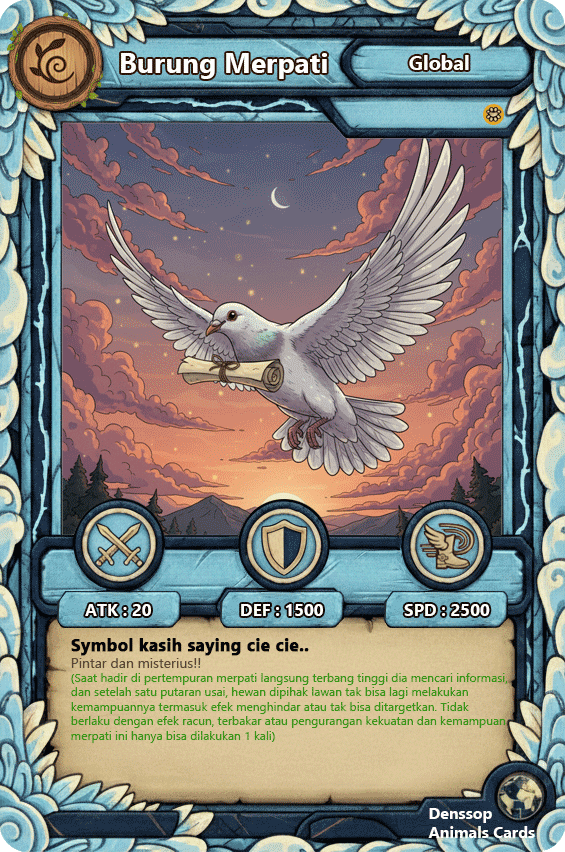 Burung Merpati
Global
ATK : 20
DEF : 1500
SPD : 2500
Symbol kasih saying cie cie..
Pintar dan misterius!!
(Saat hadir di pertempuran merpati langsung terbang tinggi dia mencari informasi,
dan setelah satu putaran usai, hewan dipihak lawan tak bisa lagi melakukan
kemampuannya termasuk efek menghindar atau tak bisa ditargetkan. Tidak
berlaku dengan efek racun, terbakar atau pengurangan kekuatan dan kemampuan
merpati ini hanya bisa dilakukan 1 kali)
Denssop
Animals Cards